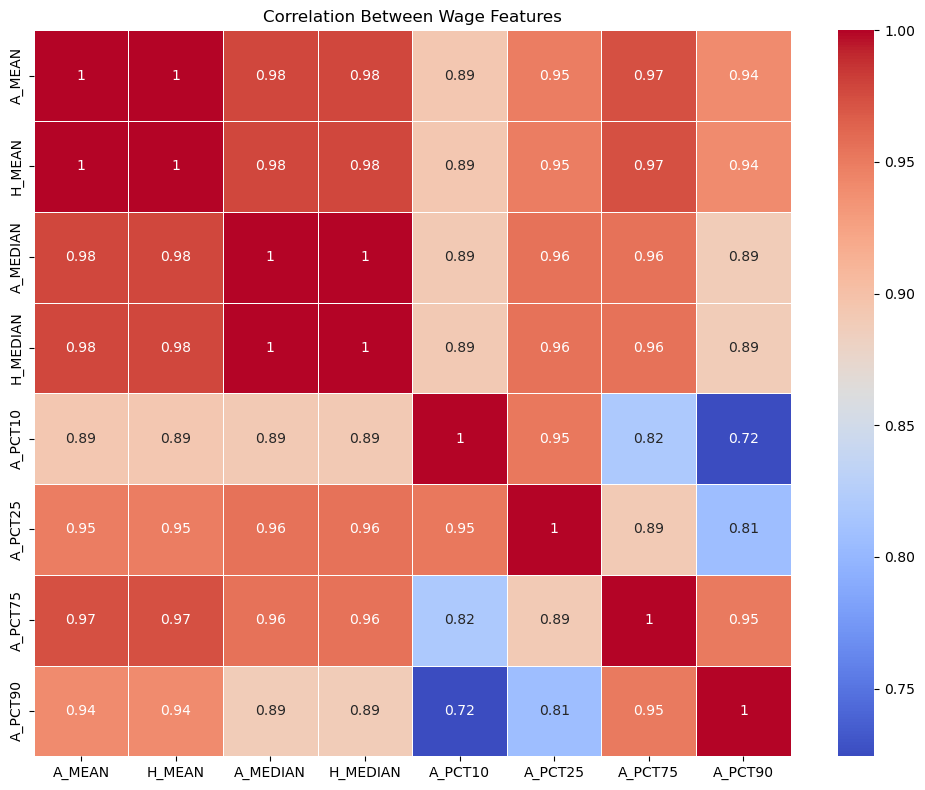 Correlation Between Wage Features
A_MEAN 1 1 0.98 0.98 0.89 0.95 0.97 0.94
H_MEAN 1 1 0.98 0.98 0.89 0.95 0.97 0.94
A_MEDIAN 0.98 0.98 1 1 0.89 0.96 0.96 0.89
H_MEDIAN 0.98 0.98 1 1 0.89 0.96 0.96 0.89
A_PCT10 0.89 0.89 0.89 0.89 1 0.95 0.82 0.72
A_PCT25 0.95 0.95 0.96 0.96 0.95 1 0.89 0.81
A_PCT75 0.97 0.97 0.96 0.96 0.82 0.89 1 0.95
A_PCT90 0.94 0.94 0.89 0.89 0.72 0.81 0.95 1
A_MEAN H_MEAN A_MEDIAN H_MEDIAN A_PCT10 A_PCT25 A_PCT75 A_PCT90
1.00
0.95
0.90
0.85
0.80
0.75